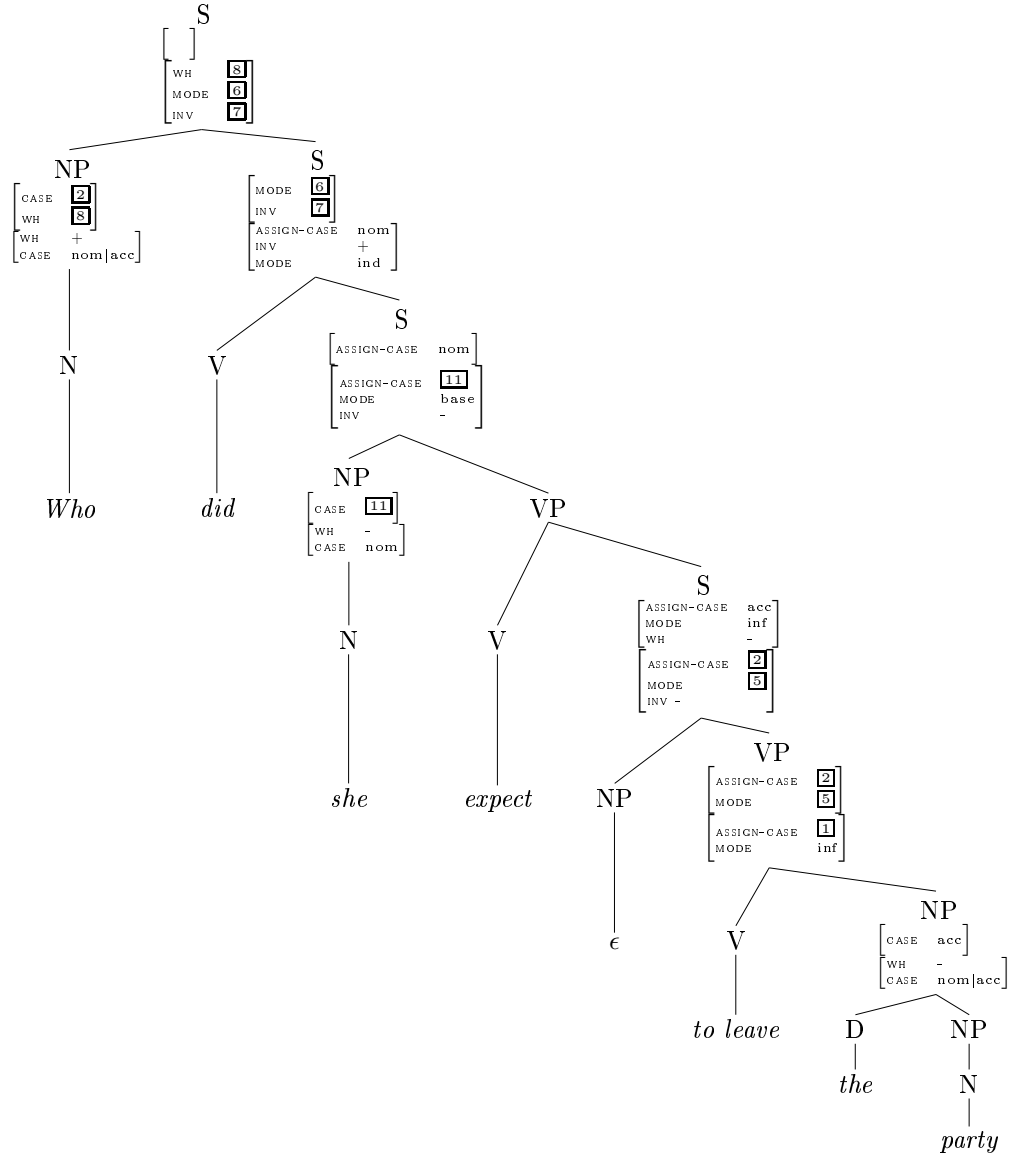 S
[ ]
WH 8
MODE 6
INV 7
NP
CASE 2
WH 8
WH +
CASE nom|acc
S
MODE 6
INV 7
ASSIGN-CASE nom
INV +
MODE ind
N
V
S
ASSIGN-CASE nom
ASSIGN-CASE 11
MODE base
INV -
Who
did
NP
CASE 11
WH -
CASE nom
VP
N
V
S
ASSIGN-CASE acc
MODE inf
WH -
ASSIGN-CASE 2
MODE 5
INV -
she
expect
NP
VP
ASSIGN-CASE 2
MODE 5
ASSIGN-CASE 1
MODE inf
ϵ
V
NP
CASE acc
WH -
CASE nom|acc
to leave
D
NP
the
N
party